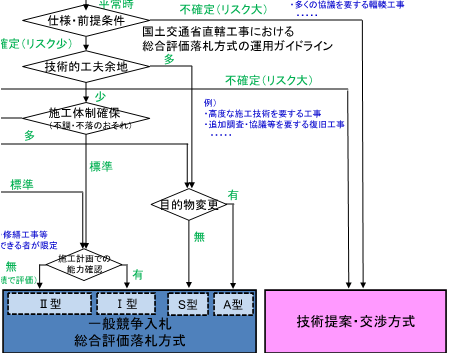 平常時
・多くの協議を要する輻輳工事
・・・・・
不確定(リスク大)
仕様・前提条件
国土交通省直轄工事における
総合評価落札方式の運用ガイドライン
確定(リスク少)
技術的工夫余地
多
不確定(リスク大)
少
例)
・高度な施工技術を要する工事
・追加調査・協議等を要する復旧工事
・・・・・
施工体制確保
(不調・不落のおそれ)
多
標準
標準
目的物変更
有
無
・修繕工事等
できる者が限定
施工計画での
能力確認
無
有
績で評価)
Ⅱ型
Ⅰ型
S型
A型
一般競争入札
総合評価落札方式
技術提案・交渉方式